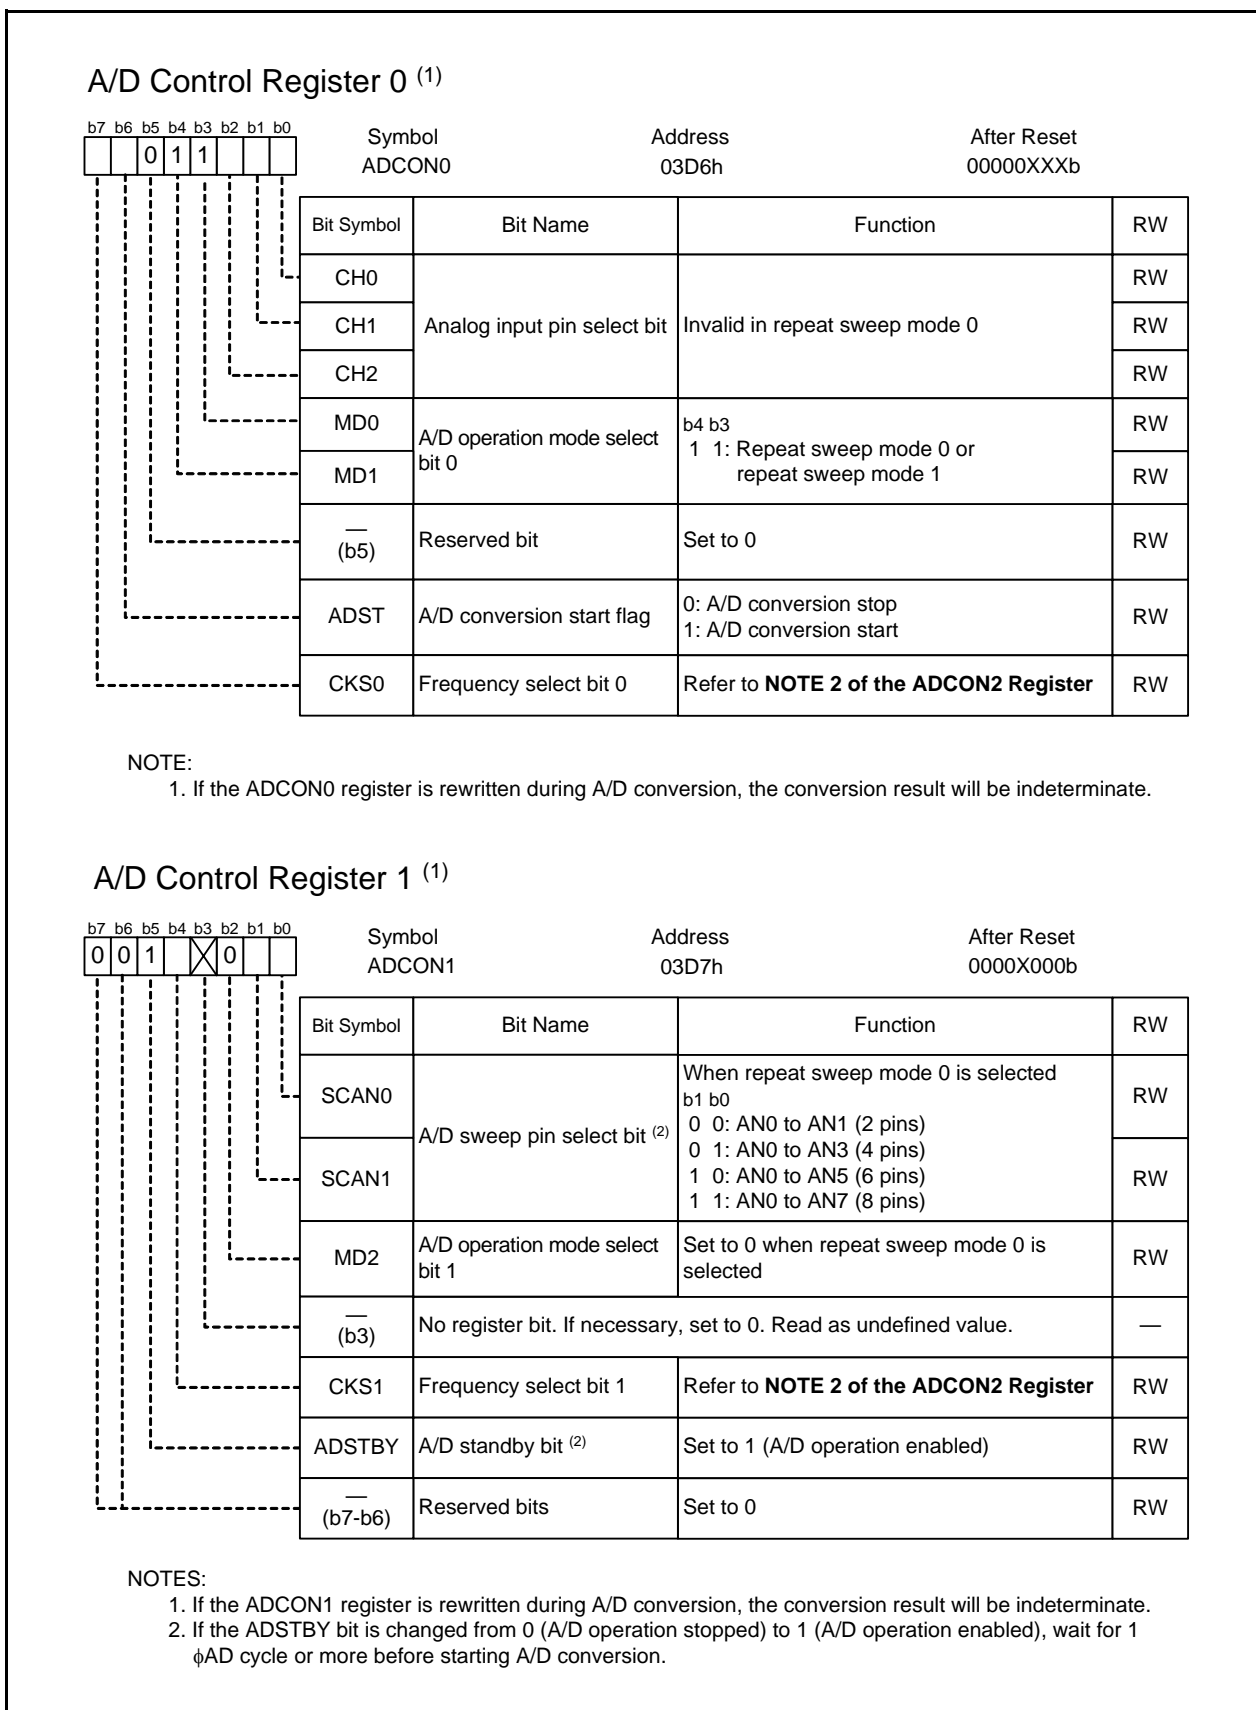 A/D Control Register 0 (1)
b7 b6 b5 b4 b3 b2 b1 b0
0 1 1
Symbol Address After Reset
ADCON0 03D6h 00000XXXb
Bit Symbol Bit Name Function RW
CH0 RW
CH1 Analog input pin select bit Invalid in repeat sweep mode 0 RW
CH2 RW
MD0 RW
A/D operation mode select
bit 0
b4 b3
1 1: Repeat sweep mode 0 or
repeat sweep mode 1
MD1 RW
—
(b5) Reserved bit Set to 0 RW
ADST A/D conversion start flag
0: A/D conversion stop
1: A/D conversion start
RW
CKS0 Frequency select bit 0 Refer to NOTE 2 of the ADCON2 Register RW
NOTE:
1. If the ADCON0 register is rewritten during A/D conversion, the conversion result will be indeterminate.
A/D Control Register 1 (1)
b7 b6 b5 b4 b3 b2 b1 b0
0 0 1 0
Symbol Address After Reset
ADCON1 03D7h 0000X000b
Bit Symbol Bit Name Function RW
SCAN0 RW
A/D sweep pin select bit (2)
When repeat sweep mode 0 is selected
b1 b0
0 0: AN0 to AN1 (2 pins)
0 1: AN0 to AN3 (4 pins)
1 0: AN0 to AN5 (6 pins)
1 1: AN0 to AN7 (8 pins)
SCAN1 RW
MD2
A/D operation mode select
bit 1
Set to 0 when repeat sweep mode 0 is
selected
RW
—
(b3) No register bit. If necessary, set to 0. Read as undefined value. —
CKS1 Frequency select bit 1 Refer to NOTE 2 of the ADCON2 Register RW
ADSTBY A/D standby bit (2) Set to 1 (A/D operation enabled) RW
—
(b7-b6) Reserved bits Set to 0 RW
NOTES:
1. If the ADCON1 register is rewritten during A/D conversion, the conversion result will be indeterminate.
2. If the ADSTBY bit is changed from 0 (A/D operation stopped) to 1 (A/D operation enabled), wait for 1
ϕAD cycle or more before starting A/D conversion.